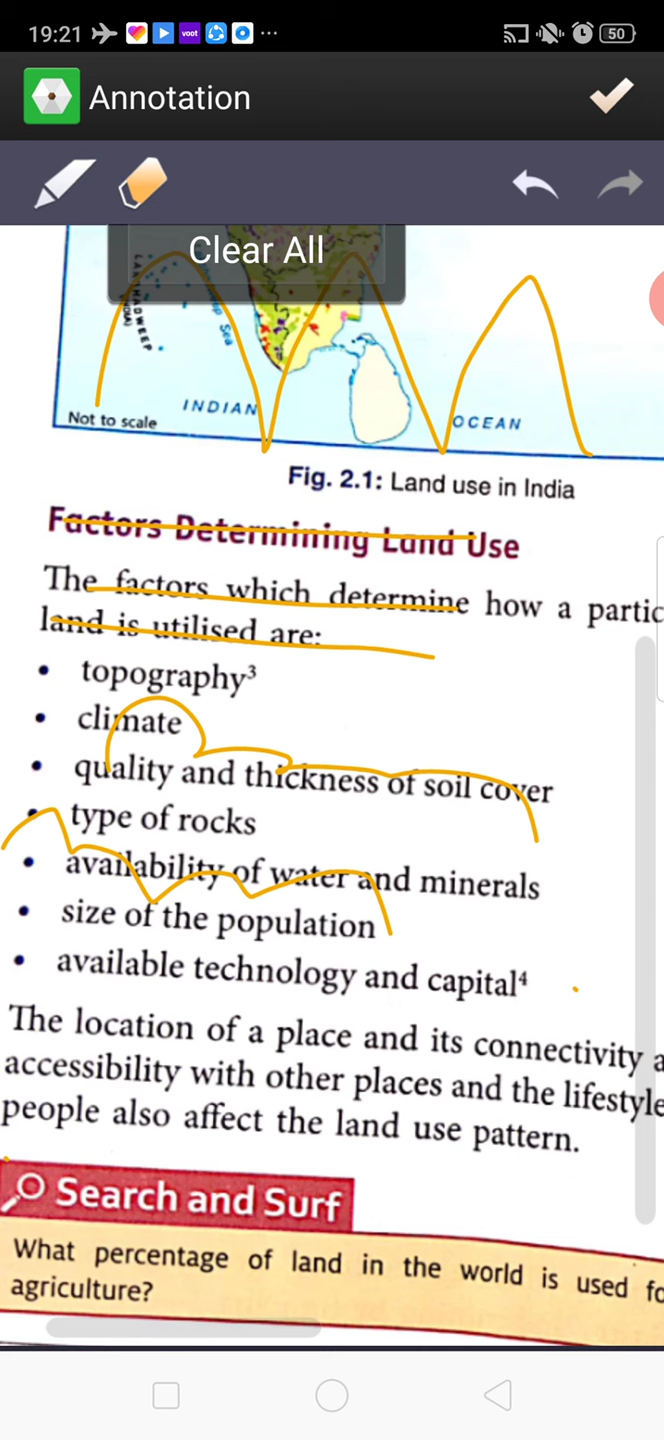 19:21
voot
50
Annotation
Clear All
Sea
Not to scale
INDIAN
OCEAN
Fig. 2.1: Land use in India
Factors Determining Land Use
The factors which determine how a partic
land is utilised are:
• topography³
• climate
• quality and thickness of soil cover
• type of rocks
• availability of water and minerals
• size of the population
• available technology and capital⁴
The location of a place and its connectivity a
accessibility with other places and the lifestyle
people also affect the land use pattern.
Search and Surf
What percentage of land in the world is used fo
agriculture?